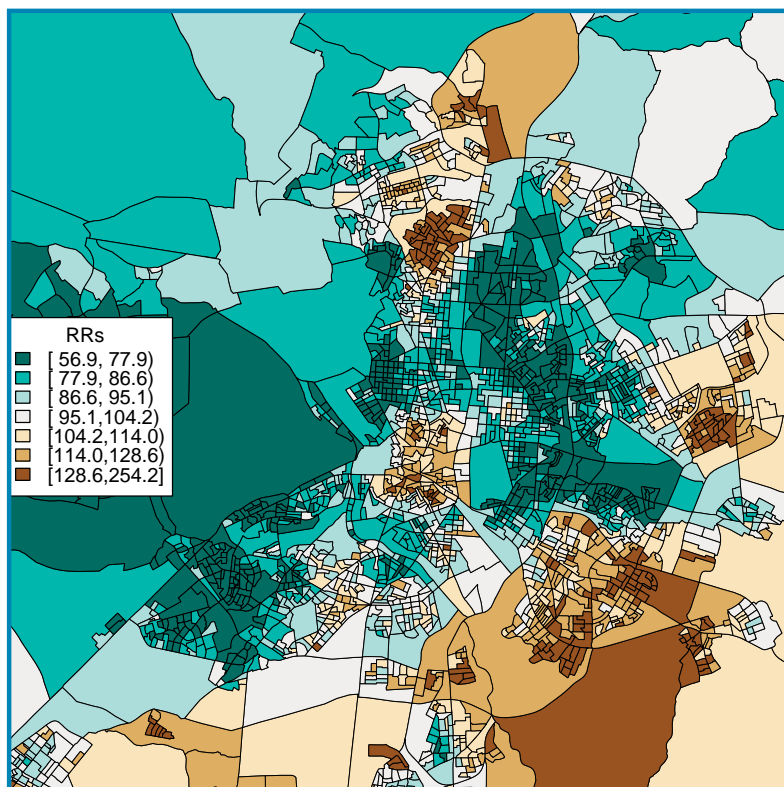 RRs
[ 56.9, 77.9)
[ 77.9, 86.6)
[ 86.6, 95.1)
[ 95.1,104.2)
[104.2,114.0)
[114.0,128.6)
[128.6,254.2]